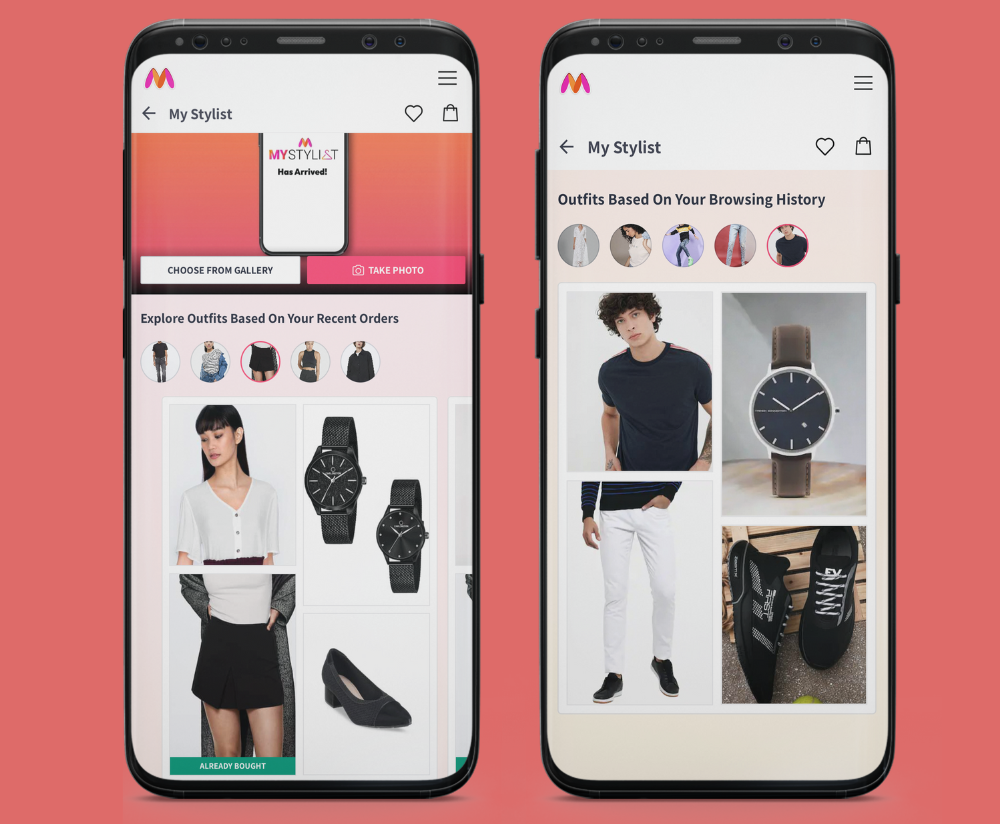 My Stylist
MYSTYLIST
Has Arrived!
CHOOSE FROM GALLERY
TAKE PHOTO
Explore Outfits Based On Your Recent Orders
ALREADY BOUGHT
My Stylist
Outfits Based On Your Browsing History